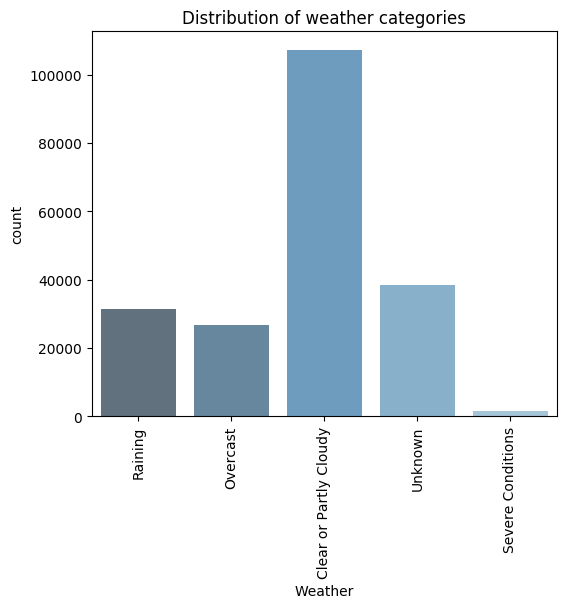 Distribution of weather categories
count
100000
80000
60000
40000
20000
0
Raining
Overcast
Clear or Partly Cloudy
Unknown
Severe Conditions
Weather